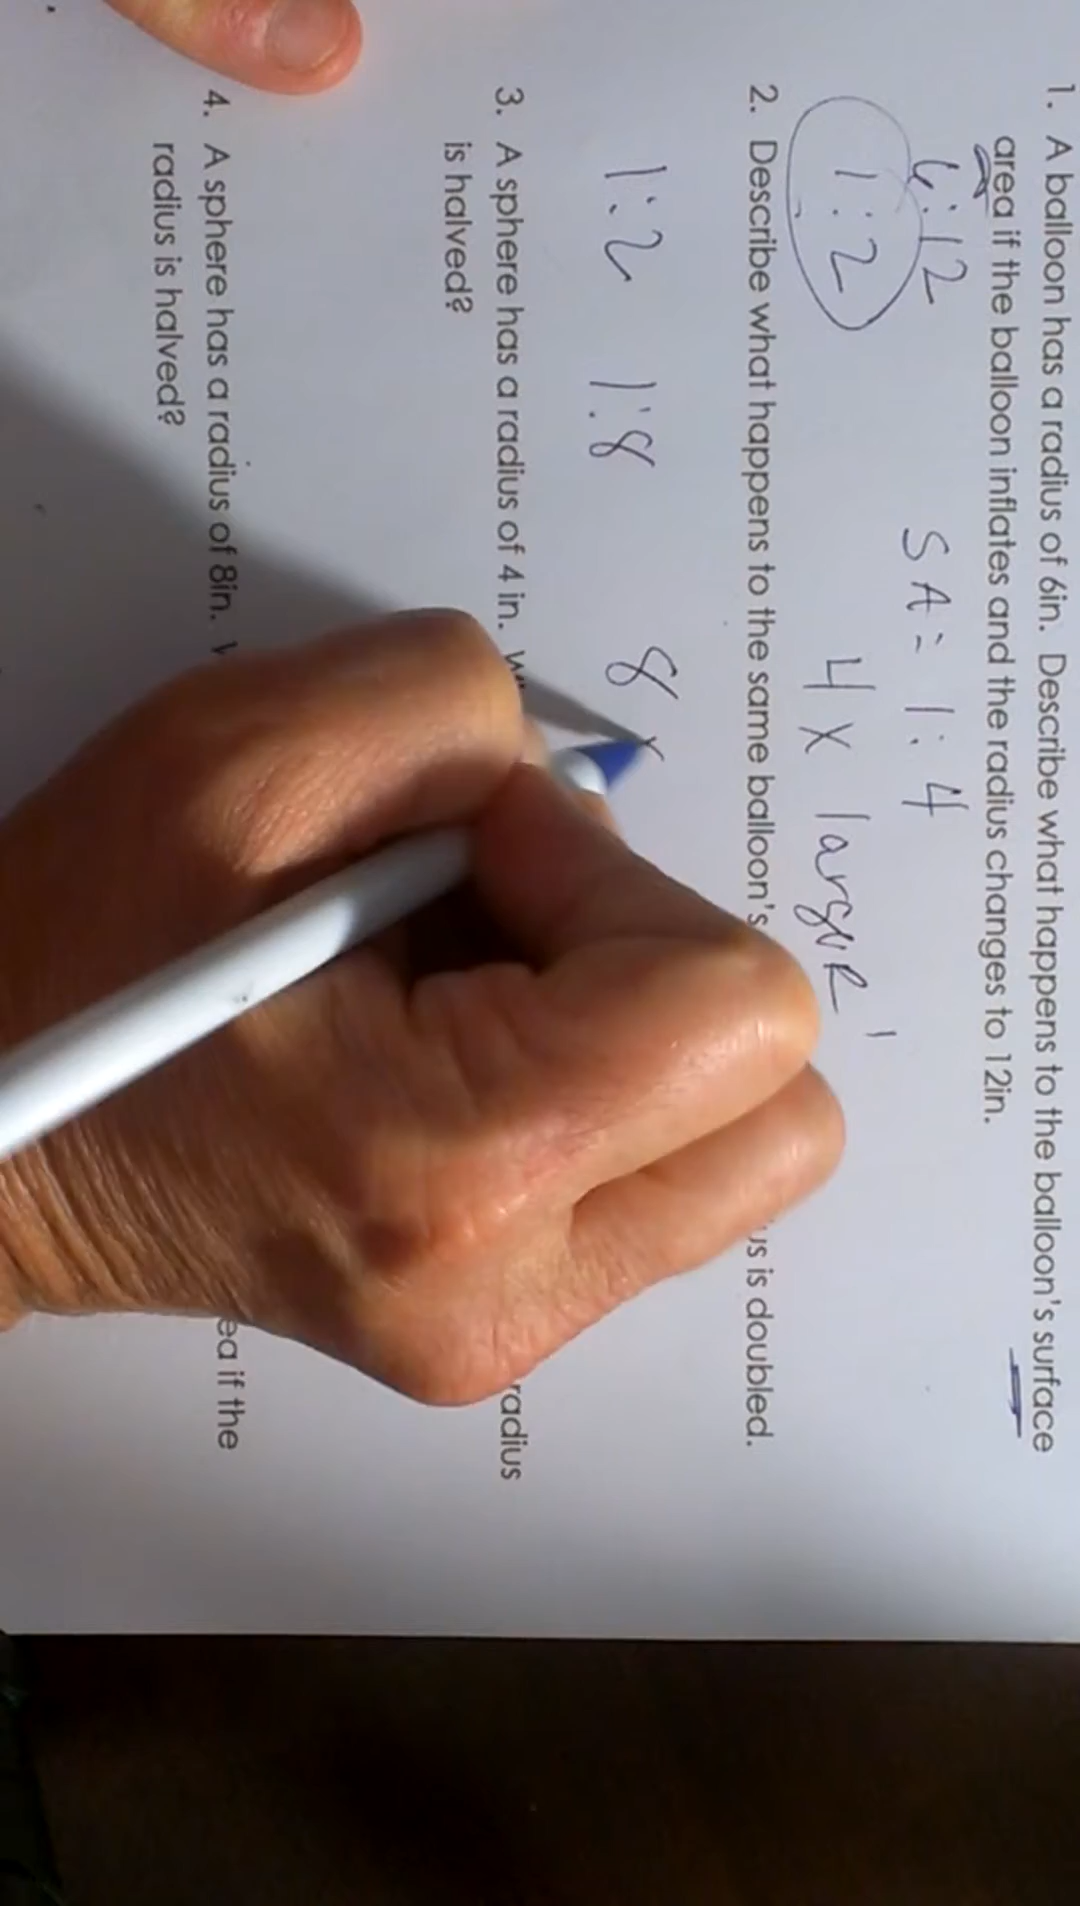 1. A balloon has a radius of 6in. Describe what happens to the balloon's surface
area if the balloon inflates and the radius changes to 12in.
6:12
SA = 1:4
1:2
4 x larger
2. Describe what happens to the same balloon's us is doubled.
1:2 1:8 8 x
3. A sphere has a radius of 4 in. radius
is halved?
4. A sphere has a radius of 8in. ea if the
radius is halved?